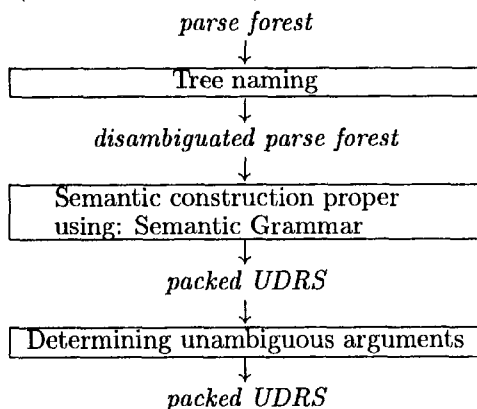 parse forest
Tree naming
disambiguated parse forest
Semantic construction proper
using: Semantic Grammar
packed UDRS
Determining unambiguous arguments
packed UDRS